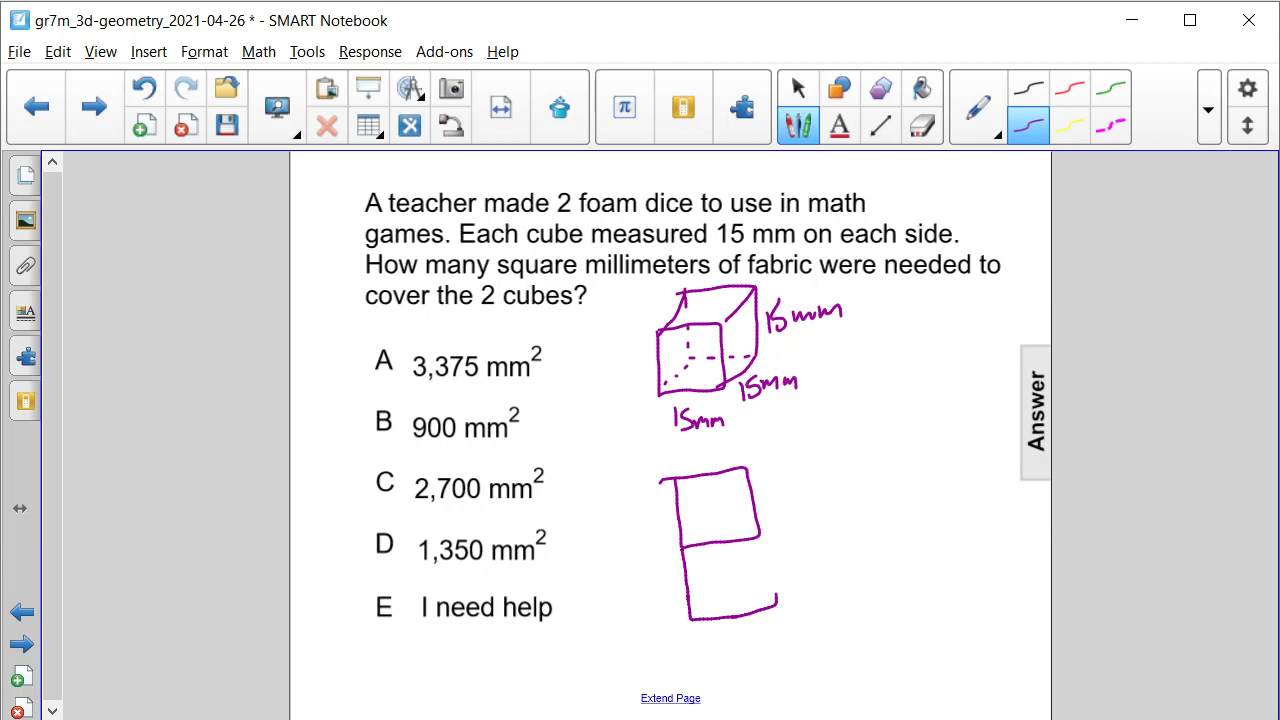 gr7m_3d-geometry_2021-04-26 * - SMART Notebook
File Edit View Insert Format Math Tools Response Add-ons Help
A teacher made 2 foam dice to use in math
games. Each cube measured 15 mm on each side.
How many square millimeters of fabric were needed to
cover the 2 cubes?
15mm
15mm
15mm
A 3,375 mm²
B 900 mm²
C 2,700 mm²
D 1,350 mm²
E I need help
Answer
Extend Page